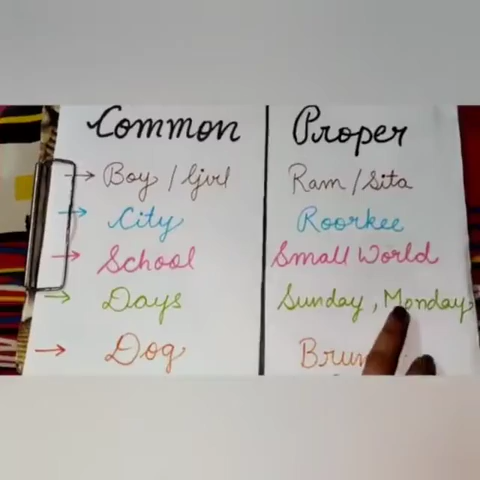 Common Proper
Boy / Girl Ram / Sita
City Roorkee
School Small World
Days Sunday, Monday
Dog